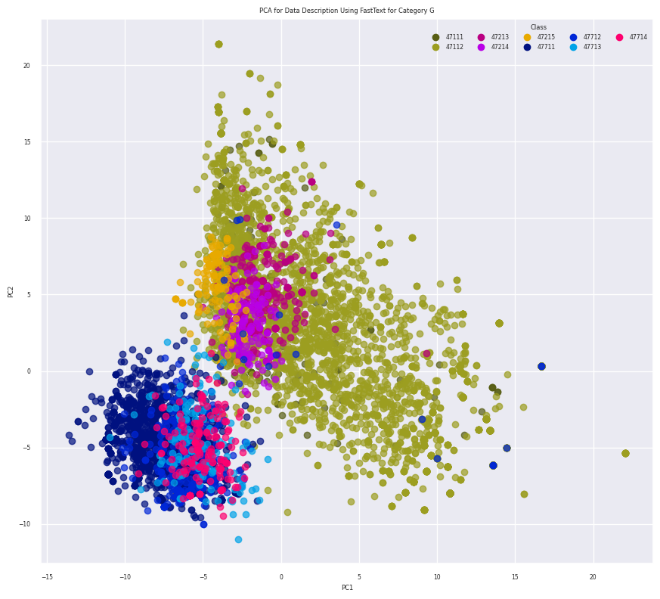 PCA for Data Description Using FastText for Category G
Class
47111 47213 47215 47712 47714
47112 47214 47711 47713
20
15
10
5
0
−5
−10
PC2
−15 −10 −5 0 5 10 15 20
PC1